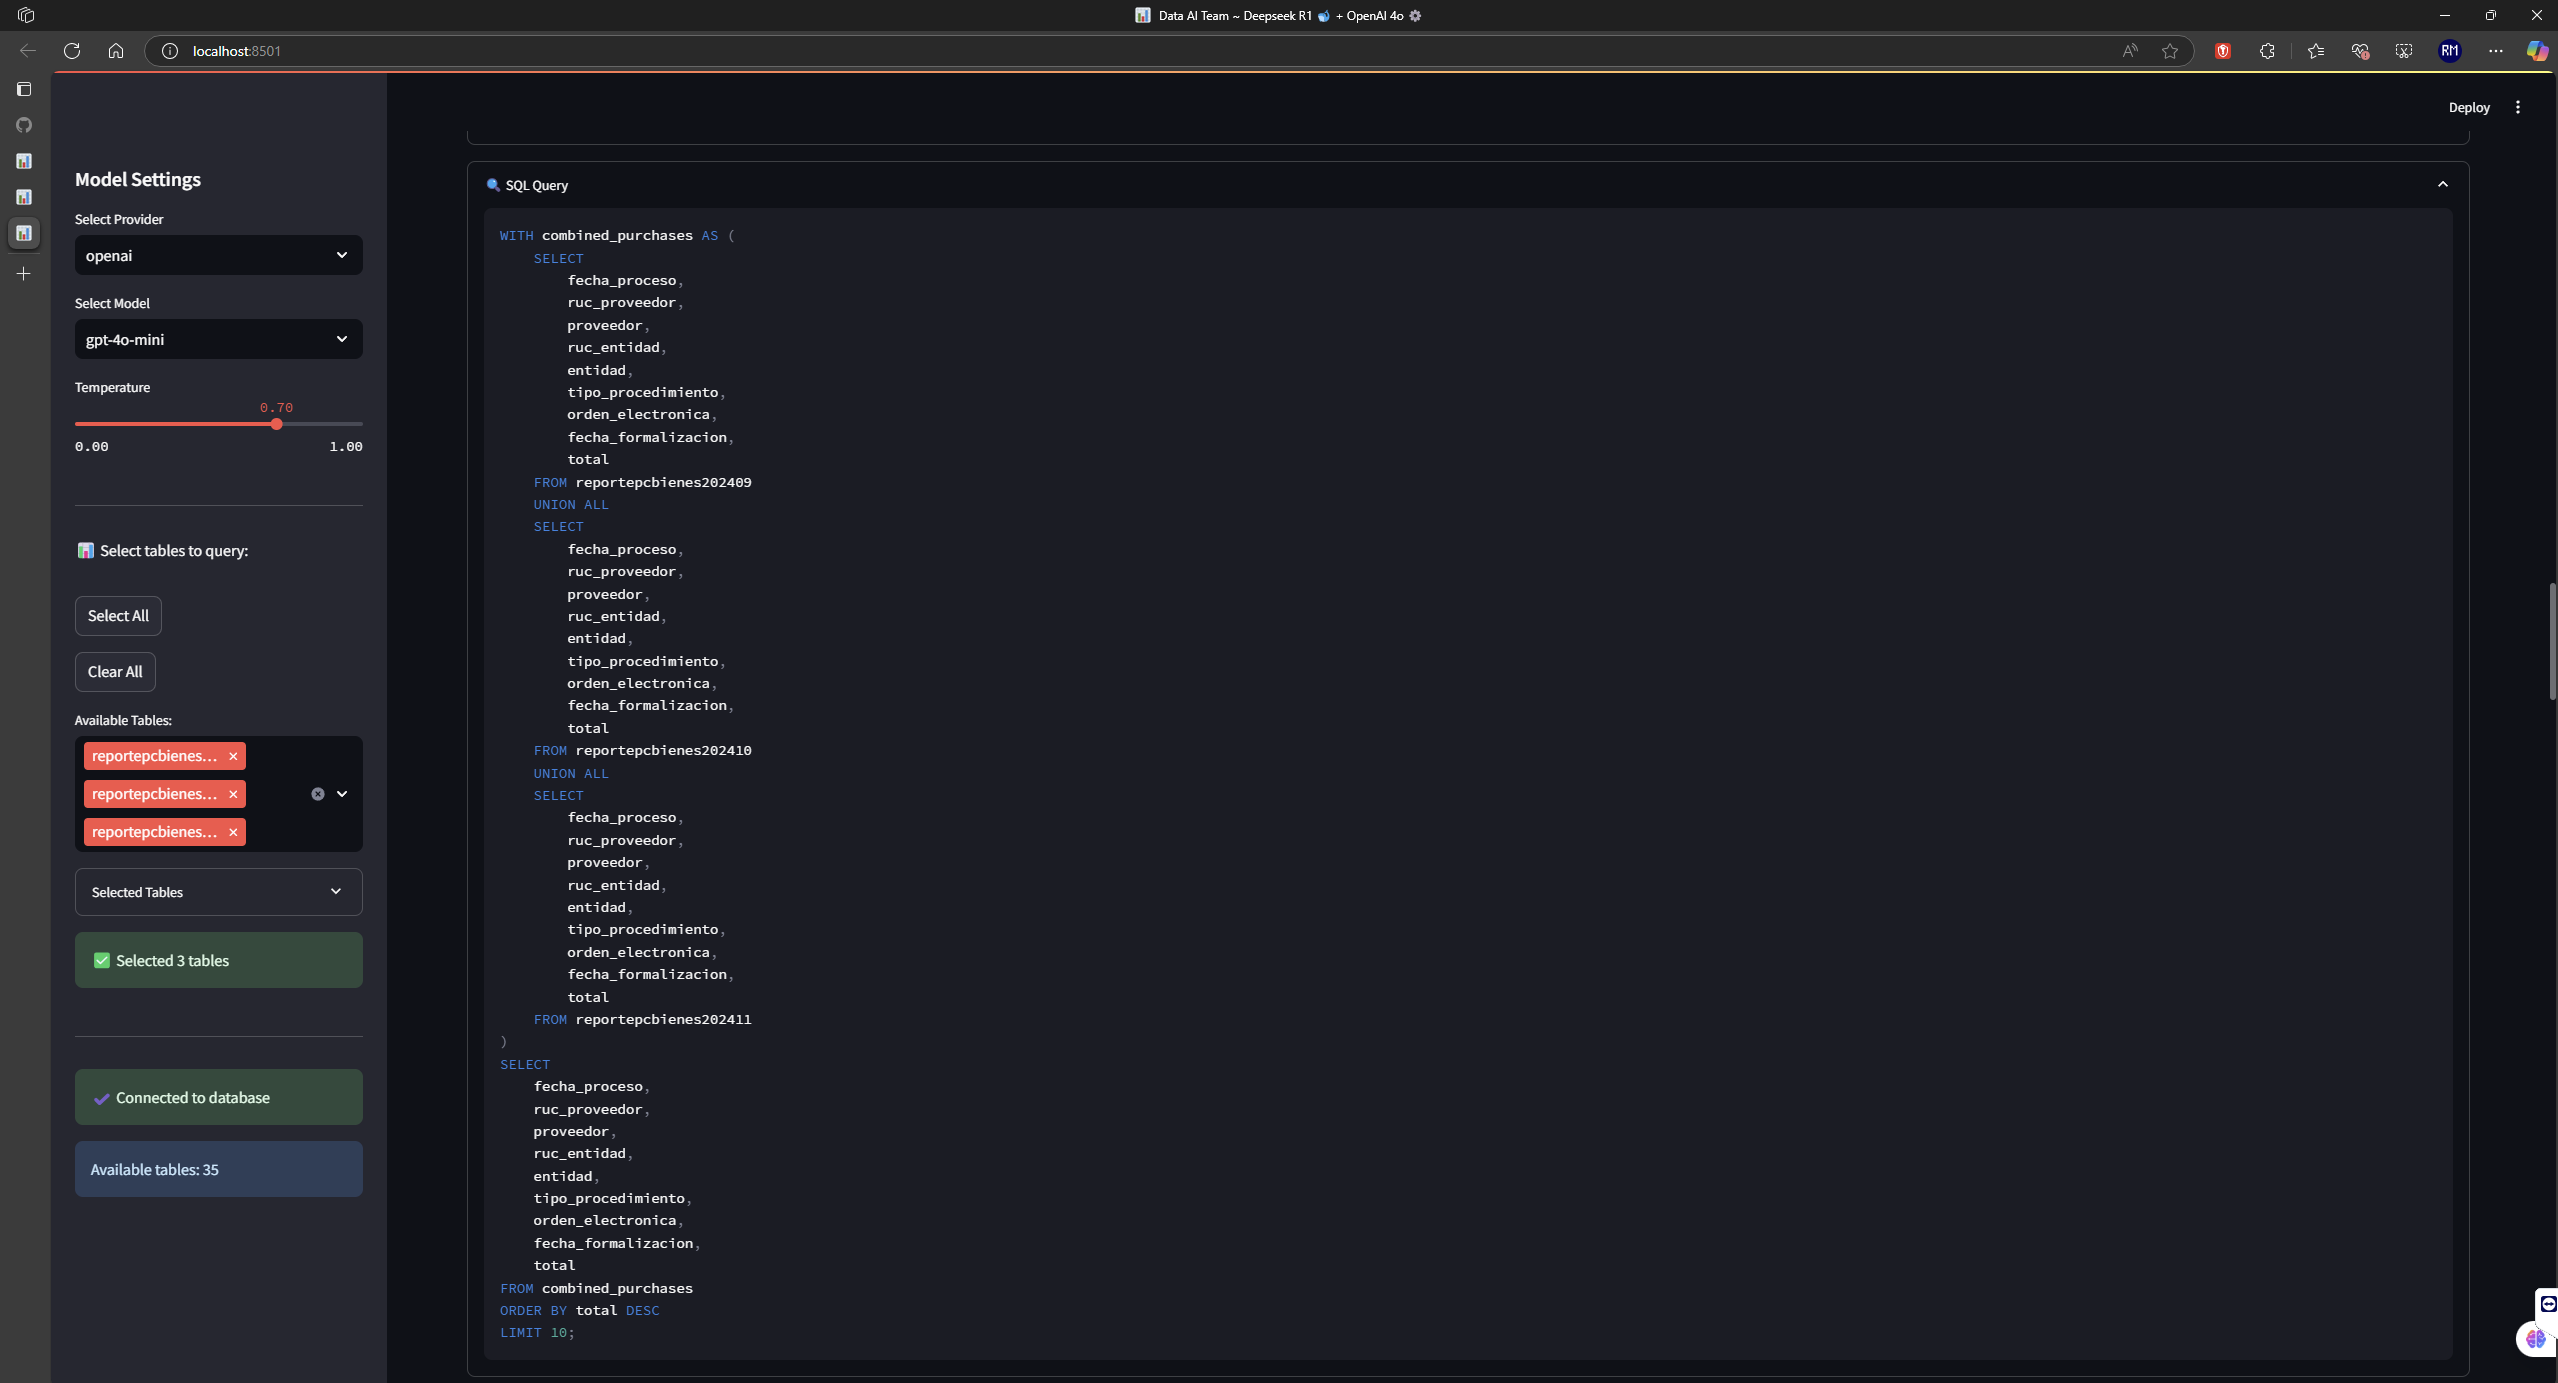 Data AI Team ~ Deepseek R1 🐋 + OpenAI 4o ⚙️
localhost:8501
RM
Deploy
Model Settings
Select Provider
openai
Select Model
gpt-4o-mini
Temperature
0.70
0.00 1.00
📊 Select tables to query:
Select All
Clear All
Available Tables:
reportepcbienes...
reportepcbienes...
reportepcbienes...
Selected Tables
✅ Selected 3 tables
✔ Connected to database
Available tables: 35
🔍 SQL Query
WITH combined_purchases AS (
SELECT
fecha_proceso,
ruc_proveedor,
proveedor,
ruc_entidad,
entidad,
tipo_procedimiento,
orden_electronica,
fecha_formalizacion,
total
FROM reportepcbienes202409
UNION ALL
SELECT
fecha_proceso,
ruc_proveedor,
proveedor,
ruc_entidad,
entidad,
tipo_procedimiento,
orden_electronica,
fecha_formalizacion,
total
FROM reportepcbienes202410
UNION ALL
SELECT
fecha_proceso,
ruc_proveedor,
proveedor,
ruc_entidad,
entidad,
tipo_procedimiento,
orden_electronica,
fecha_formalizacion,
total
FROM reportepcbienes202411
)
SELECT
fecha_proceso,
ruc_proveedor,
proveedor,
ruc_entidad,
entidad,
tipo_procedimiento,
orden_electronica,
fecha_formalizacion,
total
FROM combined_purchases
ORDER BY total DESC
LIMIT 10;